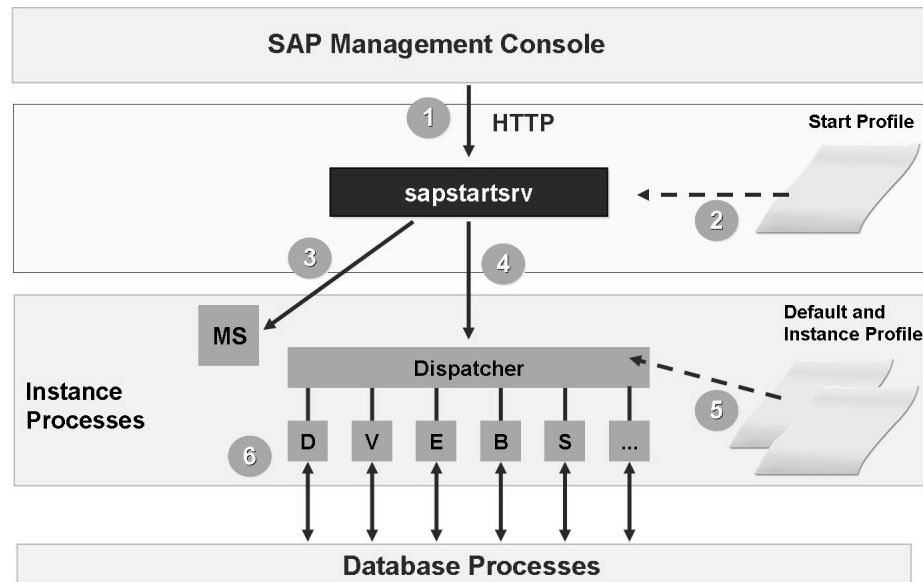 SAP Management Console
1
HTTP
Start Profile
sapstartsrv
2
3
4
MS
Default and
Instance Profile
Dispatcher
Instance
Processes
5
6
D V E B S ...
Database Processes